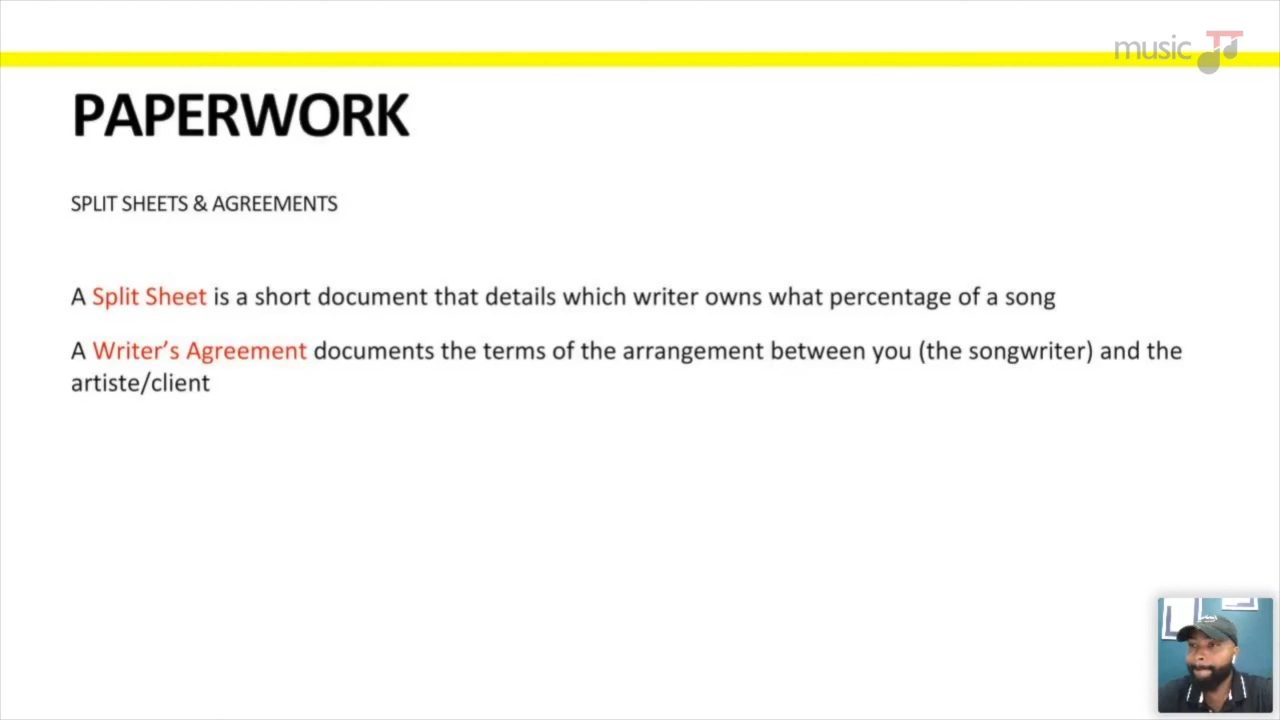 music TT
PAPERWORK
SPLIT SHEETS & AGREEMENTS
A Split Sheet is a short document that details which writer owns what percentage of a song
A Writer’s Agreement documents the terms of the arrangement between you (the songwriter) and the
artiste/client